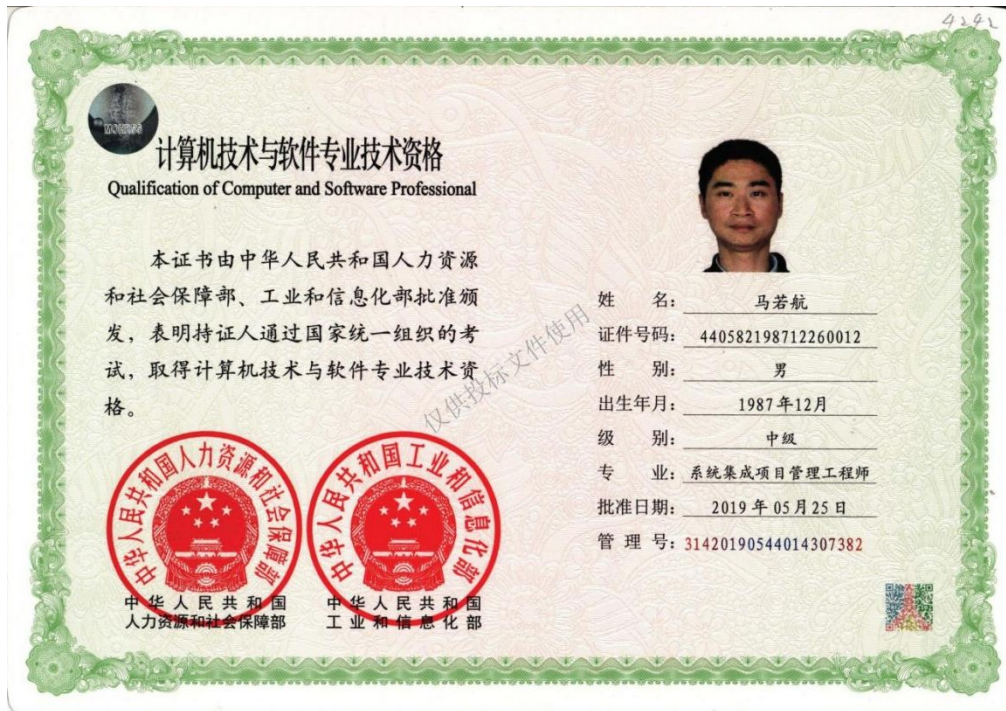 4242
计算机技术与软件专业技术资格
Qualification of Computer and Software Professional
本证书由中华人民共和国人力资源
和社会保障部、工业和信息化部批准颁
发，表明持证人通过国家统一组织的考
试，取得计算机技术与软件专业技术资
格。
中华人民共和国人力资源和社会保障部
中华人民共和国
人力资源和社会保障部
中华人民共和国工业和信息化部
中华人民共和国
工业和信息化部
仅供投标文件使用
姓 名： 马若航
证件号码： 440582198712260012
性 别： 男
出生年月： 1987年12月
级 别： 中级
专 业： 系统集成项目管理工程师
批准日期： 2019年05月25日
管 理 号： 31420190544014307382